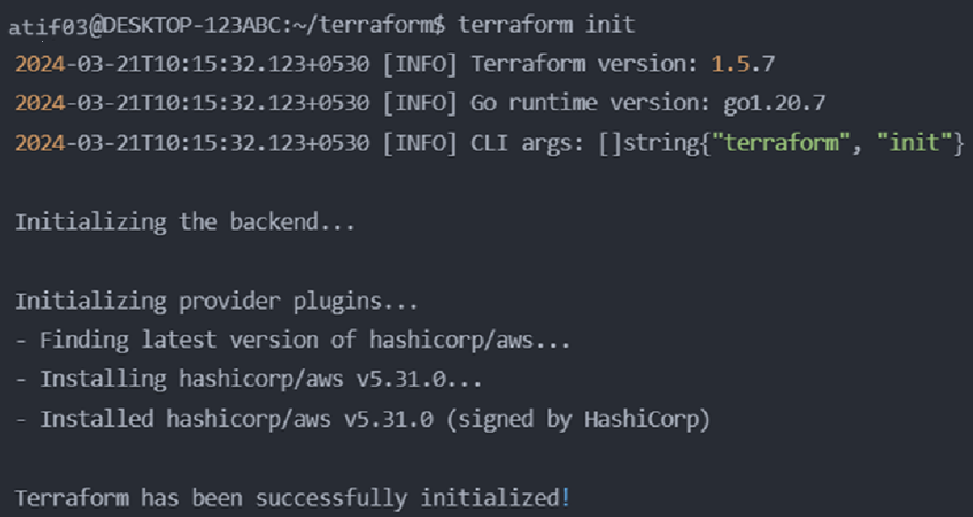 atif03@DESKTOP-123ABC:~/terraform$ terraform init
2024-03-21T10:15:32.123+0530 [INFO] Terraform version: 1.5.7
2024-03-21T10:15:32.123+0530 [INFO] Go runtime version: go1.20.7
2024-03-21T10:15:32.123+0530 [INFO] CLI args: []string{"terraform", "init"}
Initializing the backend...
Initializing provider plugins...
- Finding latest version of hashicorp/aws...
- Installing hashicorp/aws v5.31.0...
- Installed hashicorp/aws v5.31.0 (signed by HashiCorp)
Terraform has been successfully initialized!